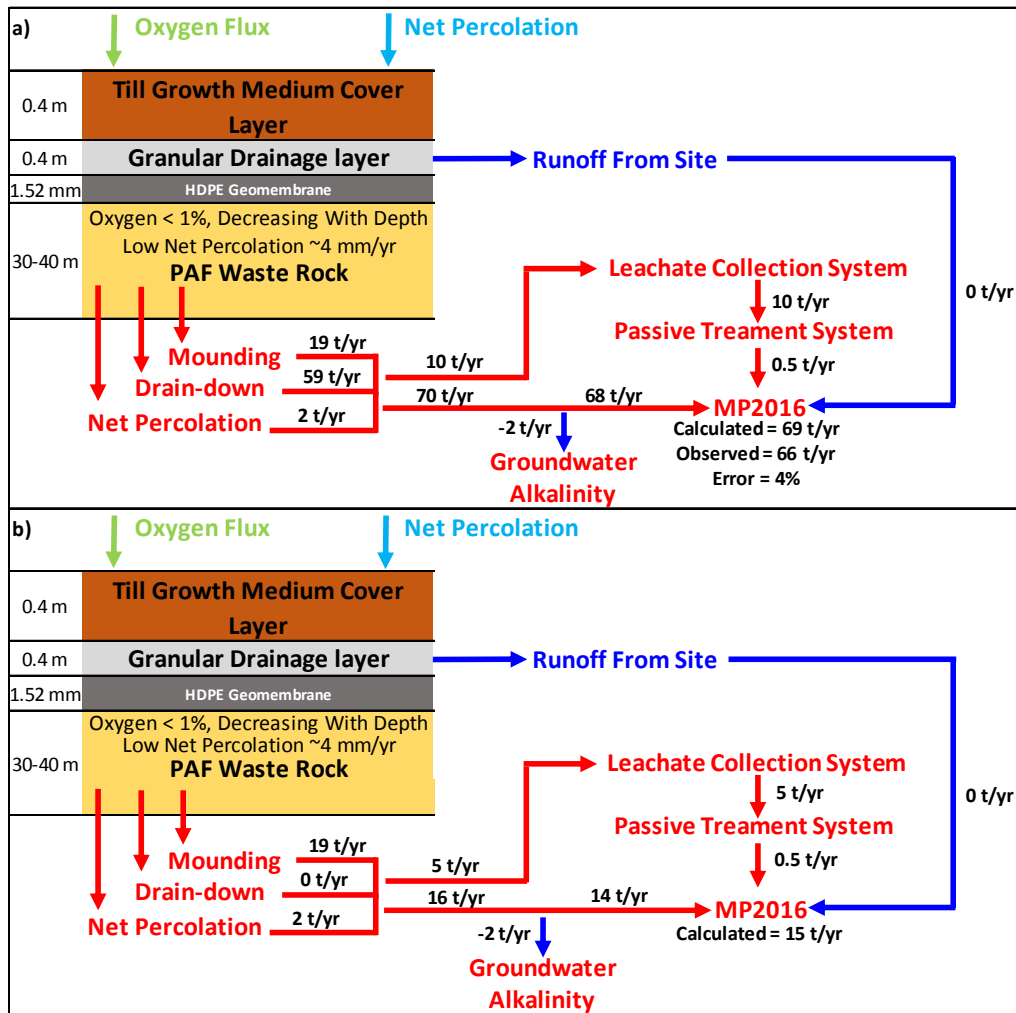 a)
Oxygen Flux
Net Percolation
0.4 m
Till Growth Medium Cover
Layer
0.4 m
Granular Drainage layer
Runoff From Site
1.52 mm
HDPE Geomembrane
30-40 m
Oxygen < 1%, Decreasing With Depth
Low Net Percolation ~4 mm/yr
PAF Waste Rock
Leachate Collection System
10 t/yr
0 t/yr
Passive Treament System
0.5 t/yr
Mounding
19 t/yr
Drain-down
59 t/yr
Net Percolation
2 t/yr
10 t/yr
70 t/yr
68 t/yr
MP2016
-2 t/yr
Calculated = 69 t/yr
Observed = 66 t/yr
Error = 4%
Groundwater
Alkalinity
b)
Oxygen Flux
Net Percolation
0.4 m
Till Growth Medium Cover
Layer
0.4 m
Granular Drainage layer
Runoff From Site
1.52 mm
HDPE Geomembrane
30-40 m
Oxygen < 1%, Decreasing With Depth
Low Net Percolation ~4 mm/yr
PAF Waste Rock
Leachate Collection System
5 t/yr
0 t/yr
Passive Treament System
0.5 t/yr
Mounding
19 t/yr
Drain-down
0 t/yr
Net Percolation
2 t/yr
5 t/yr
16 t/yr
14 t/yr
MP2016
-2 t/yr
Calculated = 15 t/yr
Groundwater
Alkalinity